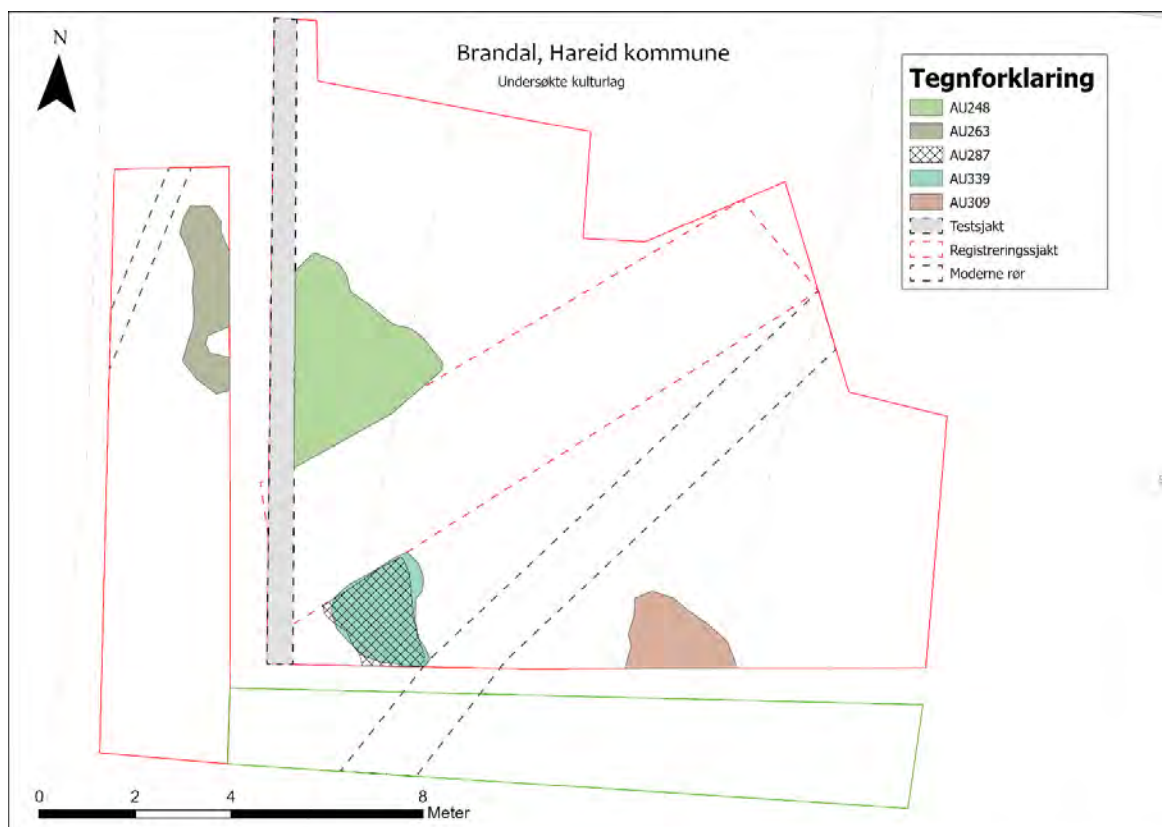 N
Brandal, Hareid kommune
Undersøkte kulturlag
Tegnforklaring
AU248
AU263
AU287
AU339
AU309
Testsjakt
Registreringssjakt
Moderne rør
0 2 4 8
Meter